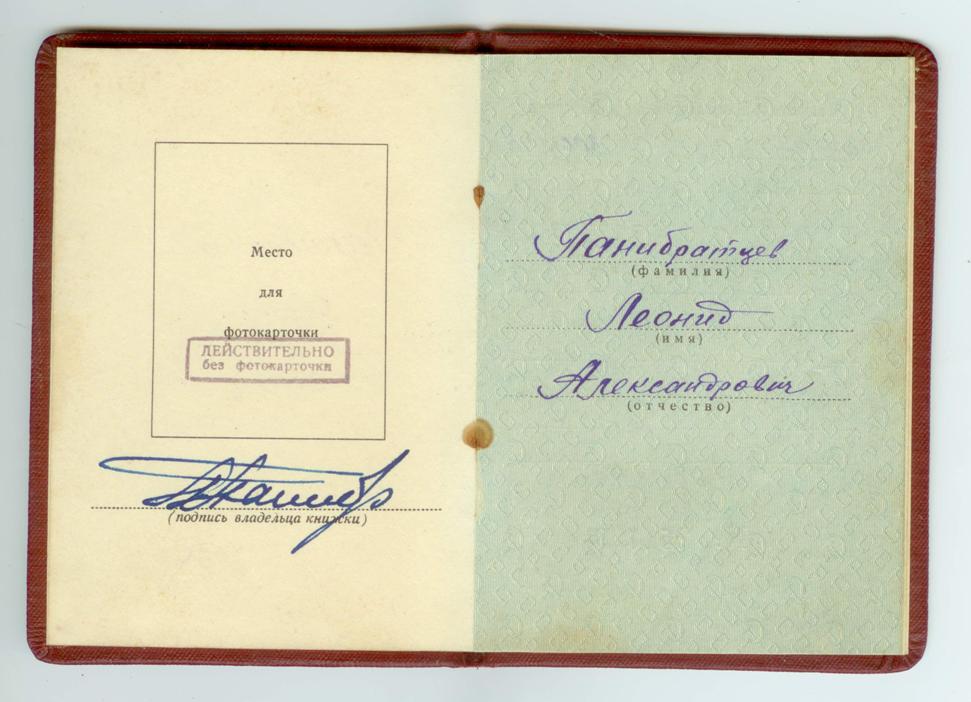 Место
для
фотокарточки
ДЕЙСТВИТЕЛЬНО
без фотокарточки
(подпись владельца книжки)
Панибратцев
(фамилия)
Леонид
(имя)
Александрович
(отчество)